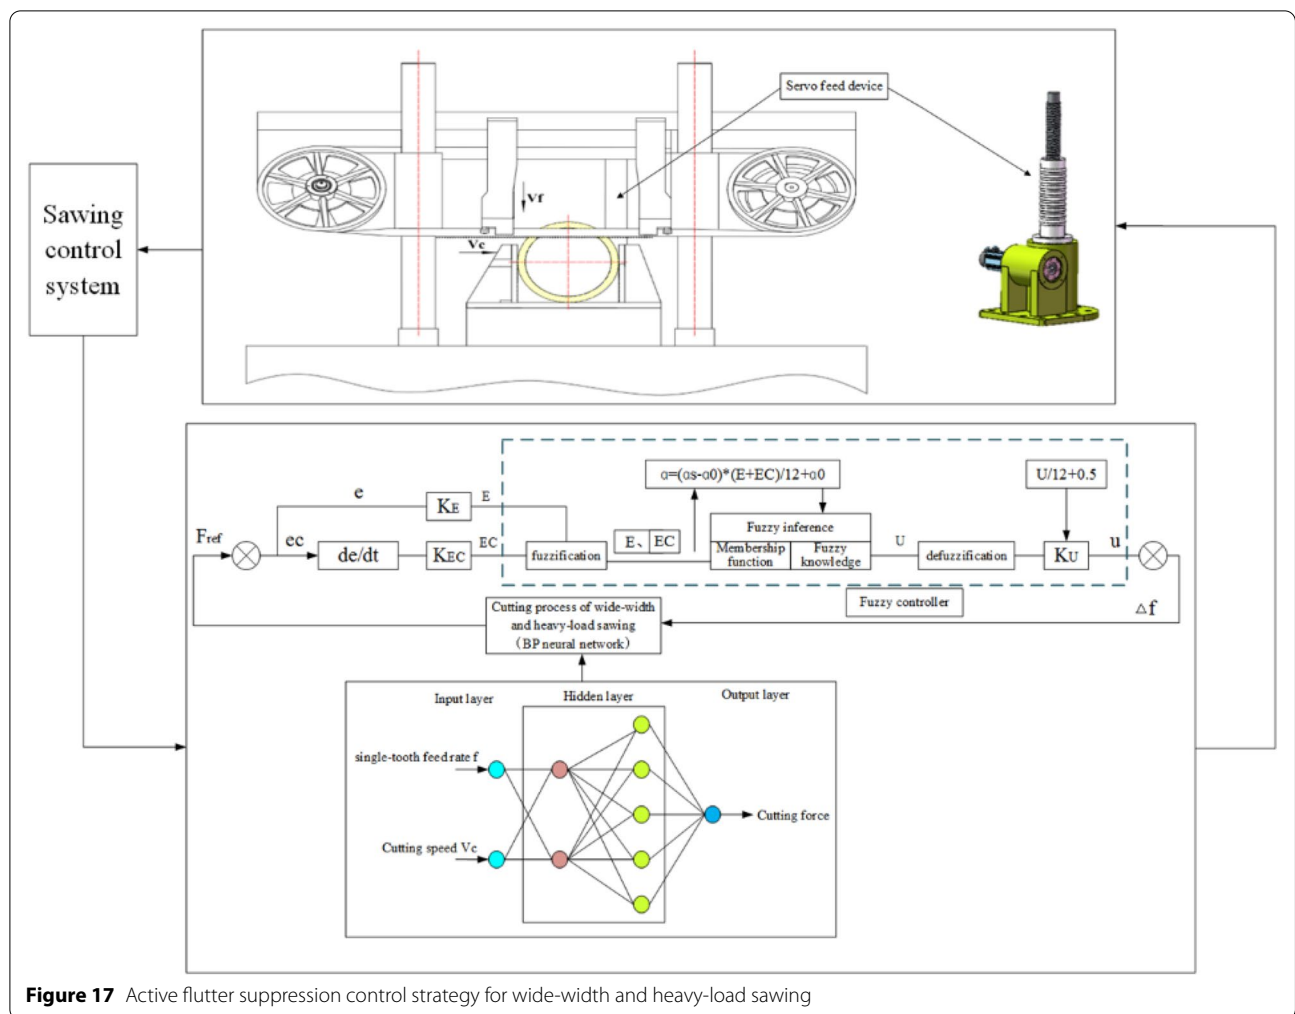 Servo feed device
Vf
Vc
Sawing
control
system
α=(αs-α0)*(E+EC)/12+α0
U/12+0.5
e
KE
E
Fref
ec
de/dt
KEC
EC
fuzzification
E、
EC
Fuzzy inference
Membership
function
Fuzzy
knowledge
U
defuzzification
KU
u
Fuzzy controller
△f
Cutting process of wide-width
and heavy-load sawing
(BP neural network)
Input layer
Hidden layer
Output layer
single-tooth feed rate f
Cutting force
Cutting speed Vc
Figure 17 Active flutter suppression control strategy for wide-width and heavy-load sawing